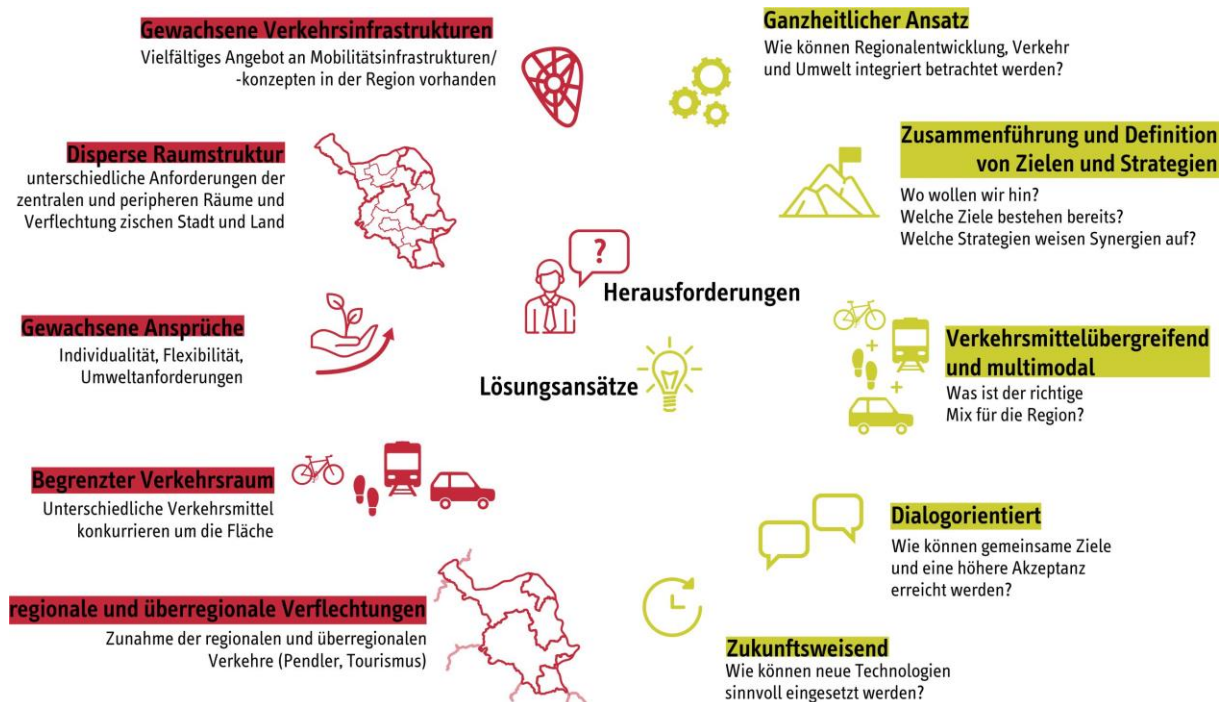 Gewachsene Verkehrsinfrastrukturen
Vielfältiges Angebot an Mobilitätsinfrastrukturen/
-konzepten in der Region vorhanden
Disperse Raumstruktur
unterschiedliche Anforderungen der
zentralen und peripheren Räume und
Verflechtung zischen Stadt und Land
Gewachsene Ansprüche
Individualität, Flexibilität,
Umweltanforderungen
Begrenzter Verkehrsraum
Unterschiedliche Verkehrsmittel
konkurrieren um die Fläche
regionale und überregionale Verflechtungen
Zunahme der regionalen und überregionalen
Verkehre (Pendler, Tourismus)
?
Herausforderungen
Lösungsansätze
Ganzheitlicher Ansatz
Wie können Regionalentwicklung, Verkehr
und Umwelt integriert betrachtet werden?
Zusammenführung und Definition
von Zielen und Strategien
Wo wollen wir hin?
Welche Ziele bestehen bereits?
Welche Strategien weisen Synergien auf?
+
+
Verkehrsmittelübergreifend
und multimodal
Was ist der richtige
Mix für die Region?
Dialogorientiert
Wie können gemeinsame Ziele
und eine höhere Akzeptanz
erreicht werden?
Zukunftsweisend
Wie können neue Technologien
sinnvoll eingesetzt werden?